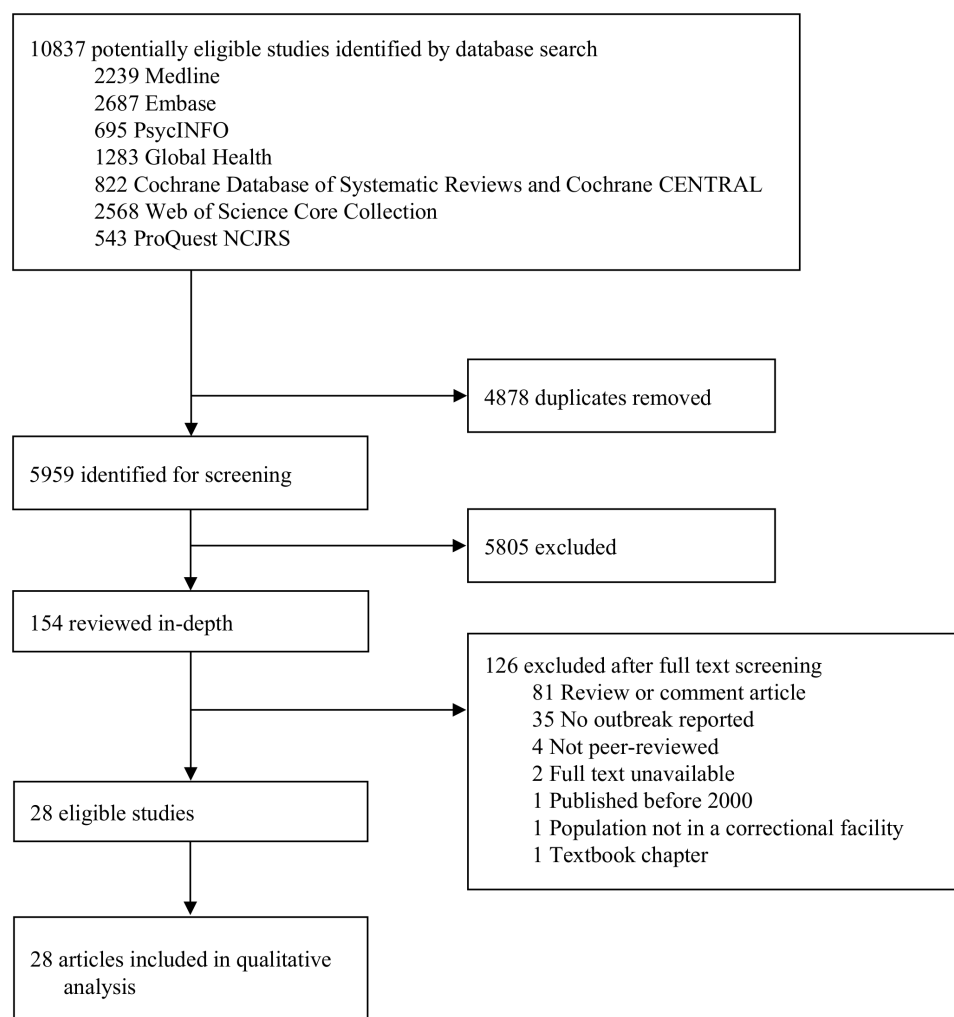 10837 potentially eligible studies identified by database search
2239 Medline
2687 Embase
695 PsycINFO
1283 Global Health
822 Cochrane Database of Systematic Reviews and Cochrane CENTRAL
2568 Web of Science Core Collection
543 ProQuest NCJRS
4878 duplicates removed
5959 identified for screening
5805 excluded
154 reviewed in-depth
126 excluded after full text screening
81 Review or comment article
35 No outbreak reported
4 Not peer-reviewed
2 Full text unavailable
1 Published before 2000
1 Population not in a correctional facility
1 Textbook chapter
28 eligible studies
28 articles included in qualitative
analysis